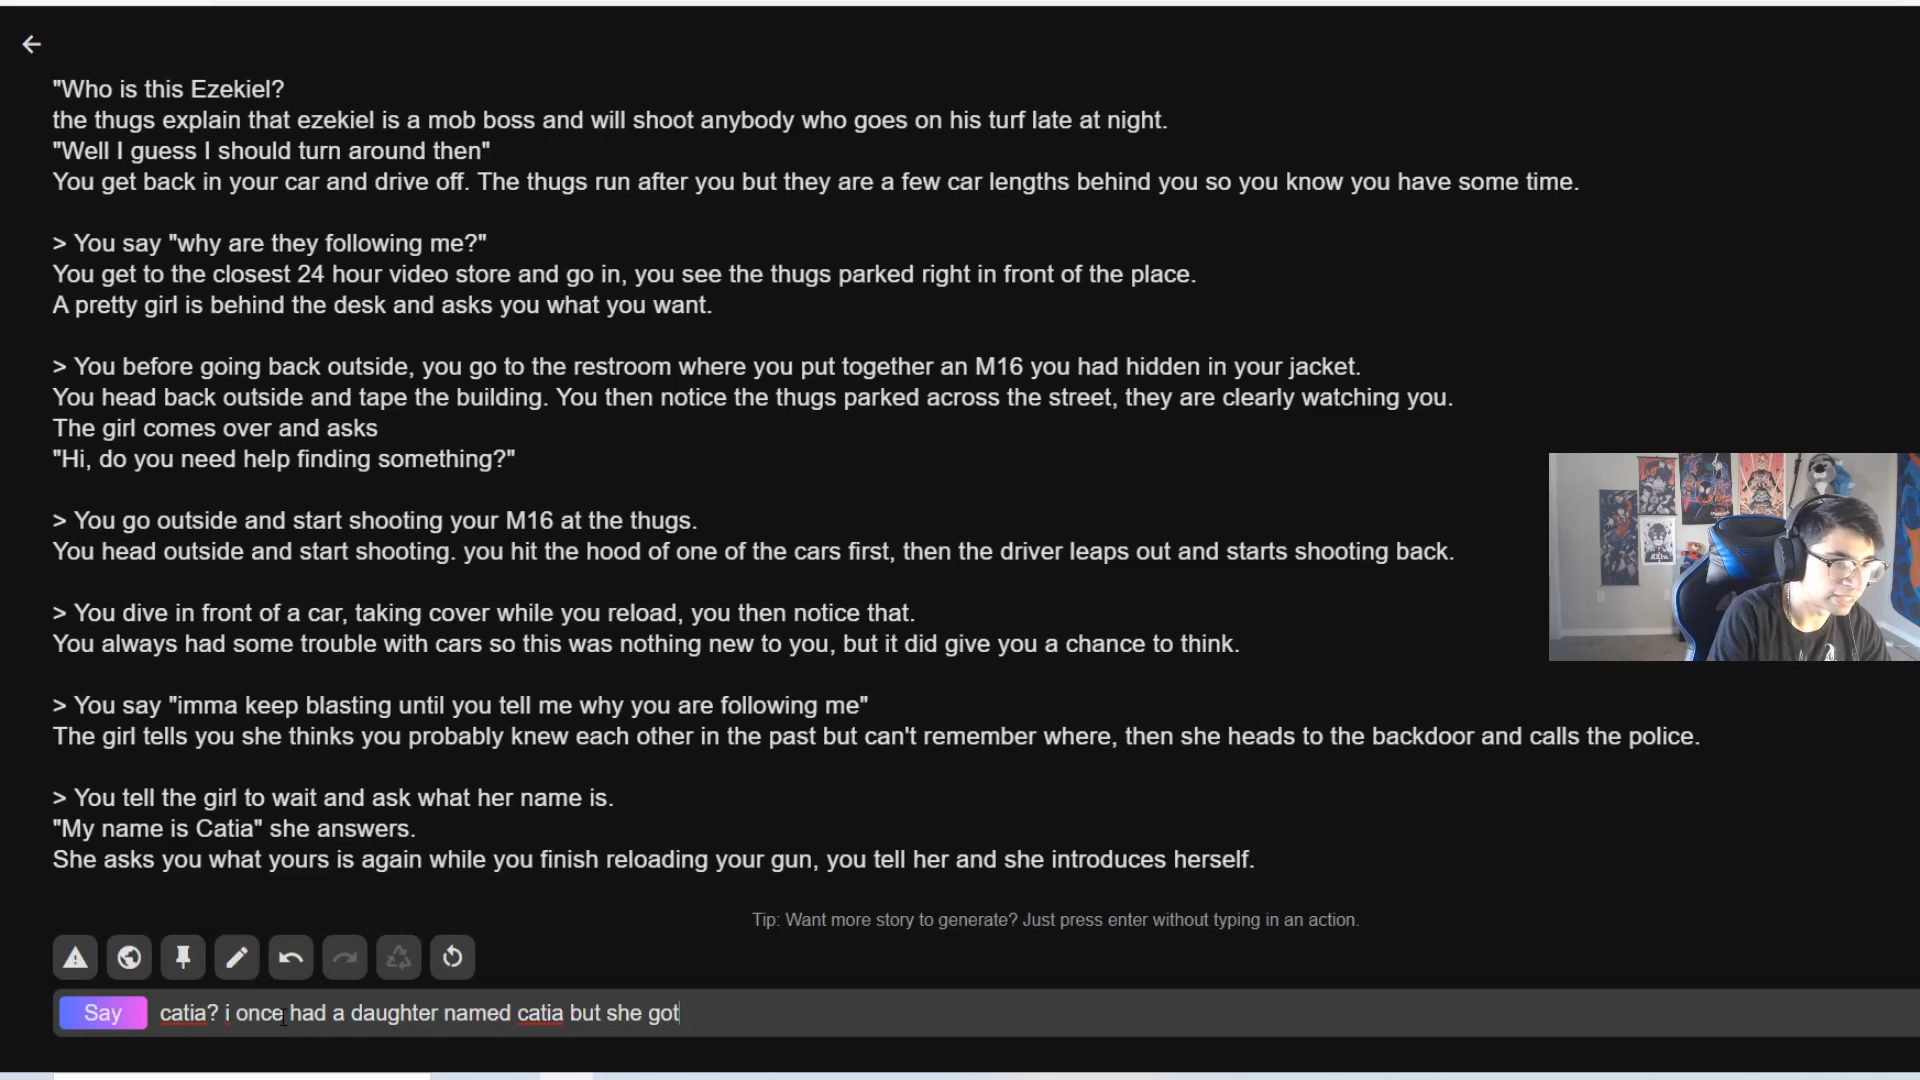 "Who is this Ezekiel?
the thugs explain that ezekiel is a mob boss and will shoot anybody who goes on his turf late at night.
"Well I guess I should turn around then"
You get back in your car and drive off. The thugs run after you but they are a few car lengths behind you so you know you have some time.
> You say "why are they following me?"
You get to the closest 24 hour video store and go in, you see the thugs parked right in front of the place.
A pretty girl is behind the desk and asks you what you want.
> You before going back outside, you go to the restroom where you put together an M16 you had hidden in your jacket.
You head back outside and tape the building. You then notice the thugs parked across the street, they are clearly watching you.
The girl comes over and asks
"Hi, do you need help finding something?"
> You go outside and start shooting your M16 at the thugs.
You head outside and start shooting. you hit the hood of one of the cars first, then the driver leaps out and starts shooting back.
> You dive in front of a car, taking cover while you reload, you then notice that.
You always had some trouble with cars so this was nothing new to you, but it did give you a chance to think.
> You say "imma keep blasting until you tell me why you are following me"
The girl tells you she thinks you probably knew each other in the past but can't remember where, then she heads to the backdoor and calls the police.
> You tell the girl to wait and ask what her name is.
"My name is Catia" she answers.
She asks you what yours is again while you finish reloading your gun, you tell her and she introduces herself.
Tip: Want more story to generate? Just press enter without typing in an action.
Say catia? i once had a daughter named catia but she got